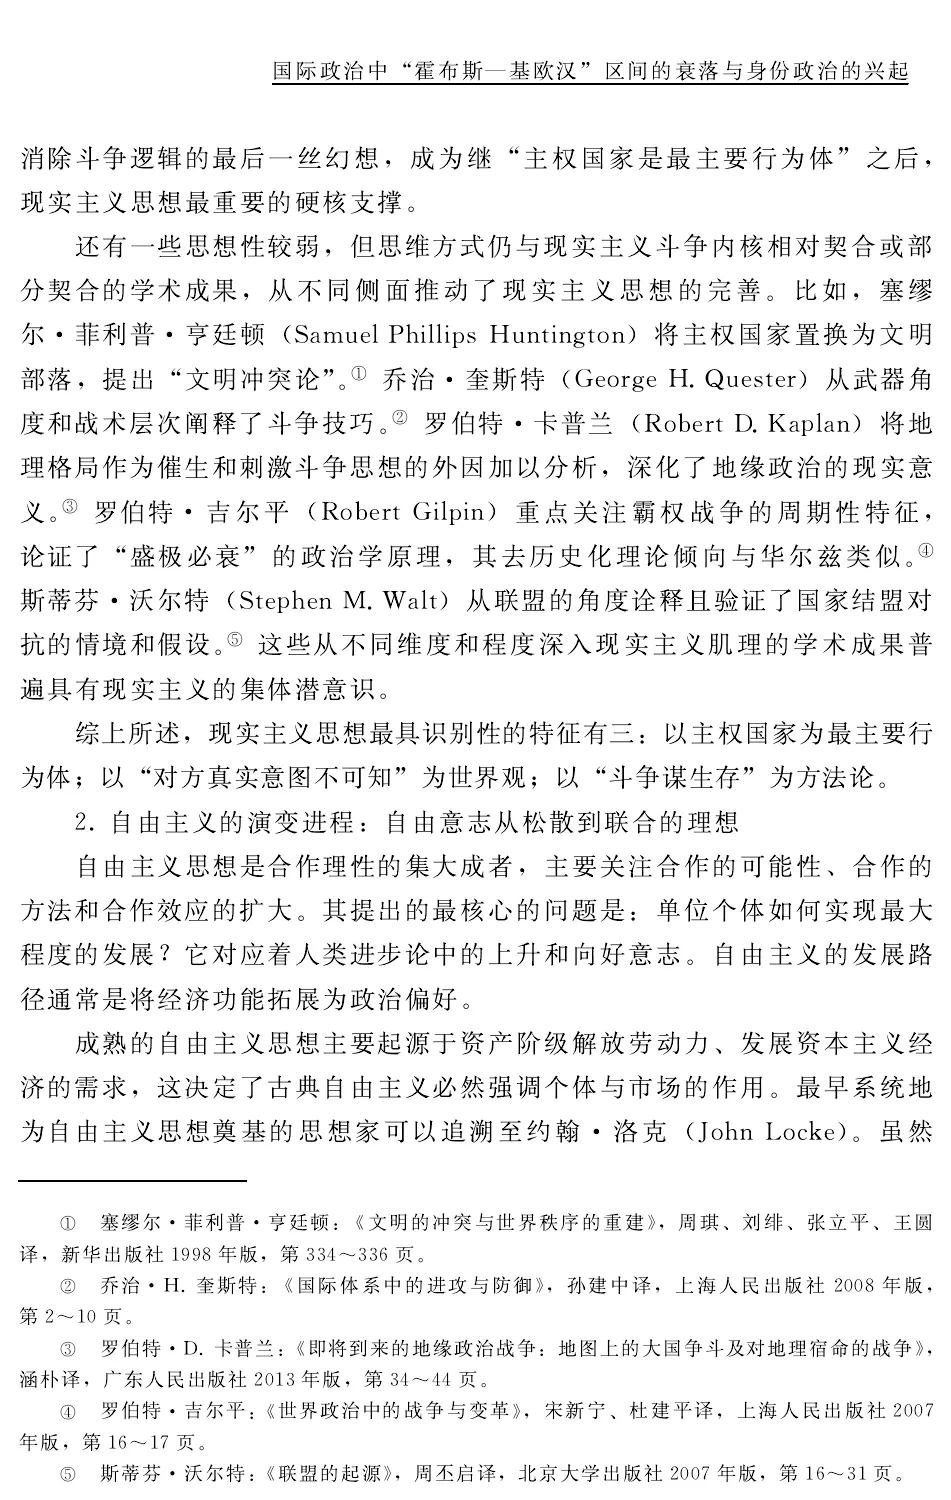 国际政治中“霍布斯—基欧汉”区间的衰落与身份政治的兴起
消除斗争逻辑的最后一丝幻想，成为继“主权国家是最主要行为体”之后，
现实主义思想最重要的硬核支撑。
还有一些思想性较弱，但思维方式仍与现实主义斗争内核相对契合或部
分契合的学术成果，从不同侧面推动了现实主义思想的完善。比如，塞缪
尔·菲利普·亨廷顿（Samuel Phillips Huntington）将主权国家置换为文明
部落，提出“文明冲突论”。① 乔治·奎斯特（George H. Quester）从武器角
度和战术层次阐释了斗争技巧。② 罗伯特·卡普兰（Robert D. Kaplan）将地
理格局作为催生和刺激斗争思想的外因加以分析，深化了地缘政治的现实意
义。③ 罗伯特·吉尔平（Robert Gilpin）重点关注霸权战争的周期性特征，
论证了“盛极必衰”的政治学原理，其去历史化理论倾向与华尔兹类似。④
斯蒂芬·沃尔特（Stephen M. Walt）从联盟的角度诠释且验证了国家结盟对
抗的情境和假设。⑤ 这些从不同维度和程度深入现实主义肌理的学术成果普
遍具有现实主义的集体潜意识。
综上所述，现实主义思想最具识别性的特征有三：以主权国家为最主要行
为体；以“对方真实意图不可知”为世界观；以“斗争谋生存”为方法论。
2. 自由主义的演变进程：自由意志从松散到联合的理想
自由主义思想是合作理性的集大成者，主要关注合作的可能性、合作的
方法和合作效应的扩大。其提出的最核心的问题是：单位个体如何实现最大
程度的发展？它对应着人类进步论中的上升和向好意志。自由主义的发展路
径通常是将经济功能拓展为政治偏好。
成熟的自由主义思想主要起源于资产阶级解放劳动力、发展资本主义经
济的需求，这决定了古典自由主义必然强调个体与市场的作用。最早系统地
为自由主义思想奠基的思想家可以追溯至约翰·洛克（John Locke）。虽然
① 塞缪尔·菲利普·亨廷顿：《文明的冲突与世界秩序的重建》，周琪、刘绯、张立平、王圆
译，新华出版社 1998 年版，第 334～336 页。
② 乔治·H. 奎斯特：《国际体系中的进攻与防御》，孙建中译，上海人民出版社 2008 年版，
第 2～10 页。
③ 罗伯特·D. 卡普兰：《即将到来的地缘政治战争：地图上的大国争斗及对地理宿命的战争》，
涵朴译，广东人民出版社 2013 年版，第 34～44 页。
④ 罗伯特·吉尔平：《世界政治中的战争与变革》，宋新宁、杜建平译，上海人民出版社 2007
年版，第 16～17 页。
⑤ 斯蒂芬·沃尔特：《联盟的起源》，周丕启译，北京大学出版社 2007 年版，第 16～31 页。